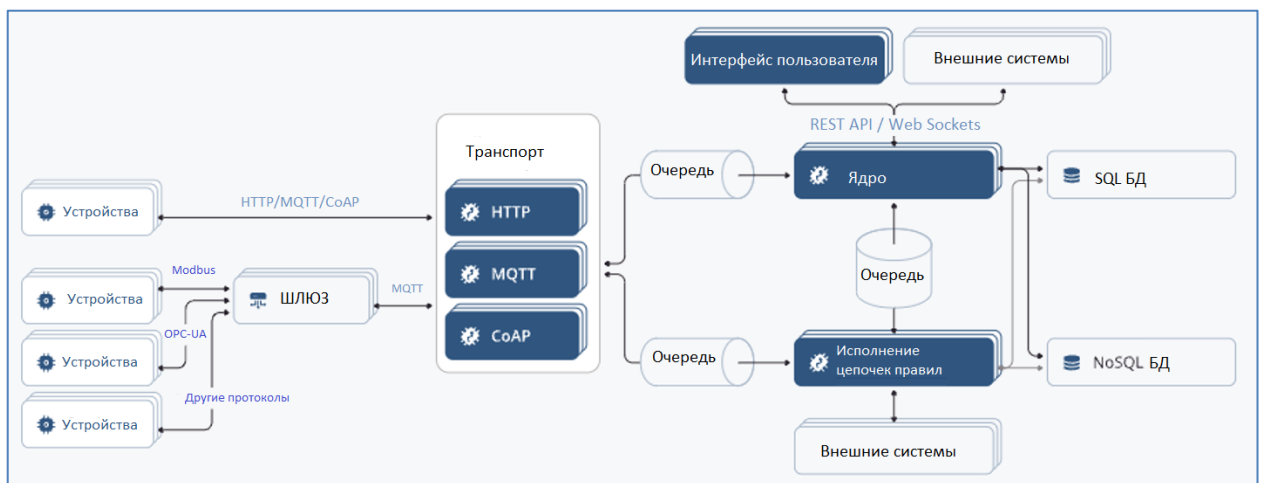 Интерфейс пользователя
Внешние системы
REST API / Web Sockets
Транспорт
Очередь
Ядро
SQL БД
HTTP/MQTT/CoAP
Устройства
HTTP
Modbus
MQTT
Очередь
Устройства
ШЛЮЗ
MQTT
OPC-UA
CoAP
Устройства
Очередь
Исполнение
цепочек правил
NoSQL БД
Другие протоколы
Устройства
Внешние системы